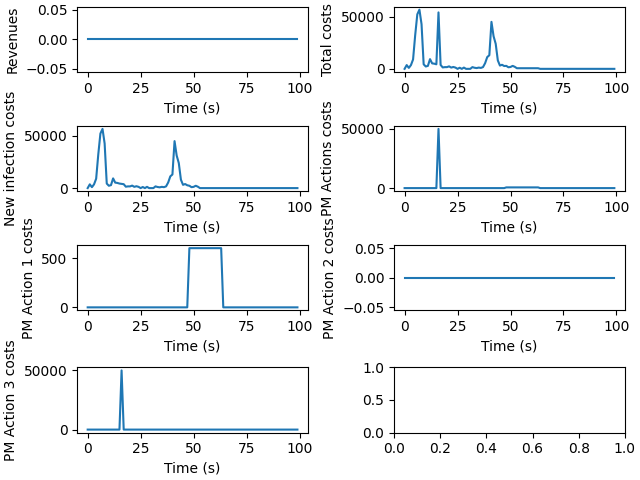 Revenues
0.05
0.00
−0.05
0 25 50 75 100
Time (s)
Total costs
50000
0
0 25 50 75 100
Time (s)
New infection costs
50000
0
0 25 50 75 100
Time (s)
PM Actions costs
50000
0
0 25 50 75 100
Time (s)
PM Action 1 costs
500
0
0 25 50 75 100
Time (s)
PM Action 2 costs
0.05
0.00
−0.05
0 25 50 75 100
Time (s)
PM Action 3 costs
50000
0
0 25 50 75 100
Time (s)
1.0
0.5
0.0
0.0 0.2 0.4 0.6 0.8 1.0